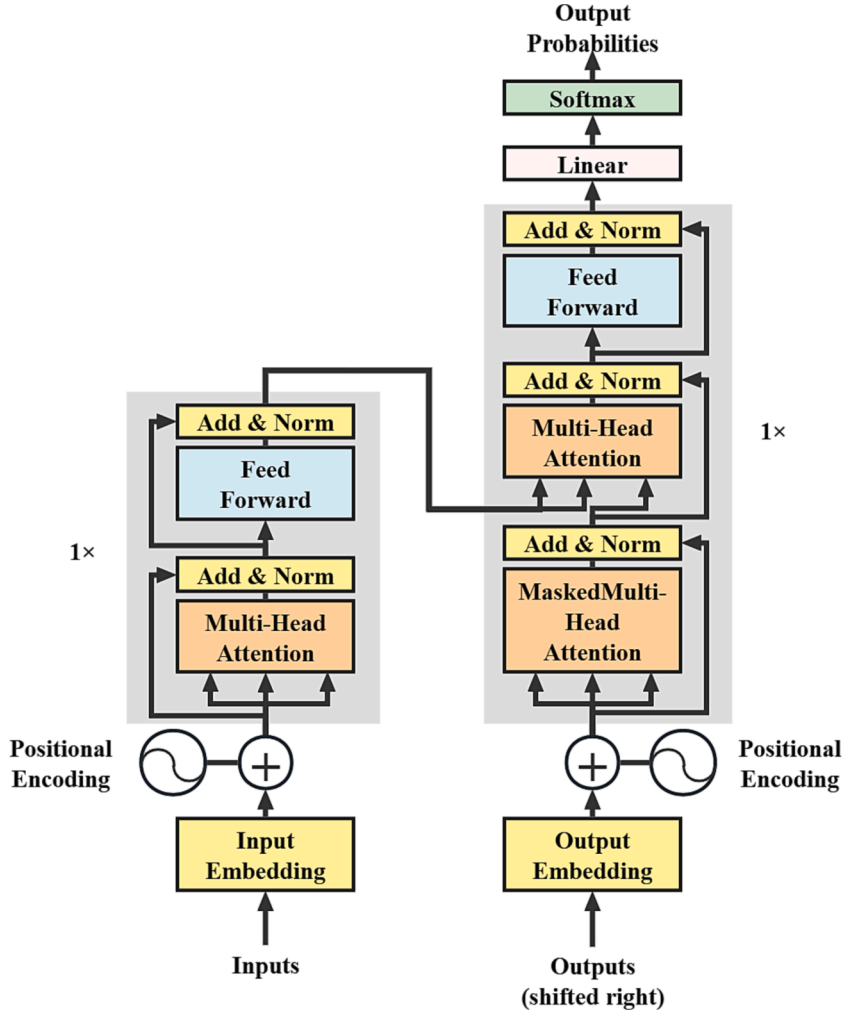 Output
Probabilities
Softmax
Linear
Add & Norm
Feed
Forward
Add & Norm
Multi-Head
Attention
1×
Add & Norm
MaskedMulti-
Head
Attention
Add & Norm
Feed
Forward
1×
Add & Norm
Multi-Head
Attention
Positional
Encoding
Positional
Encoding
Input
Embedding
Output
Embedding
Inputs
Outputs
(shifted right)